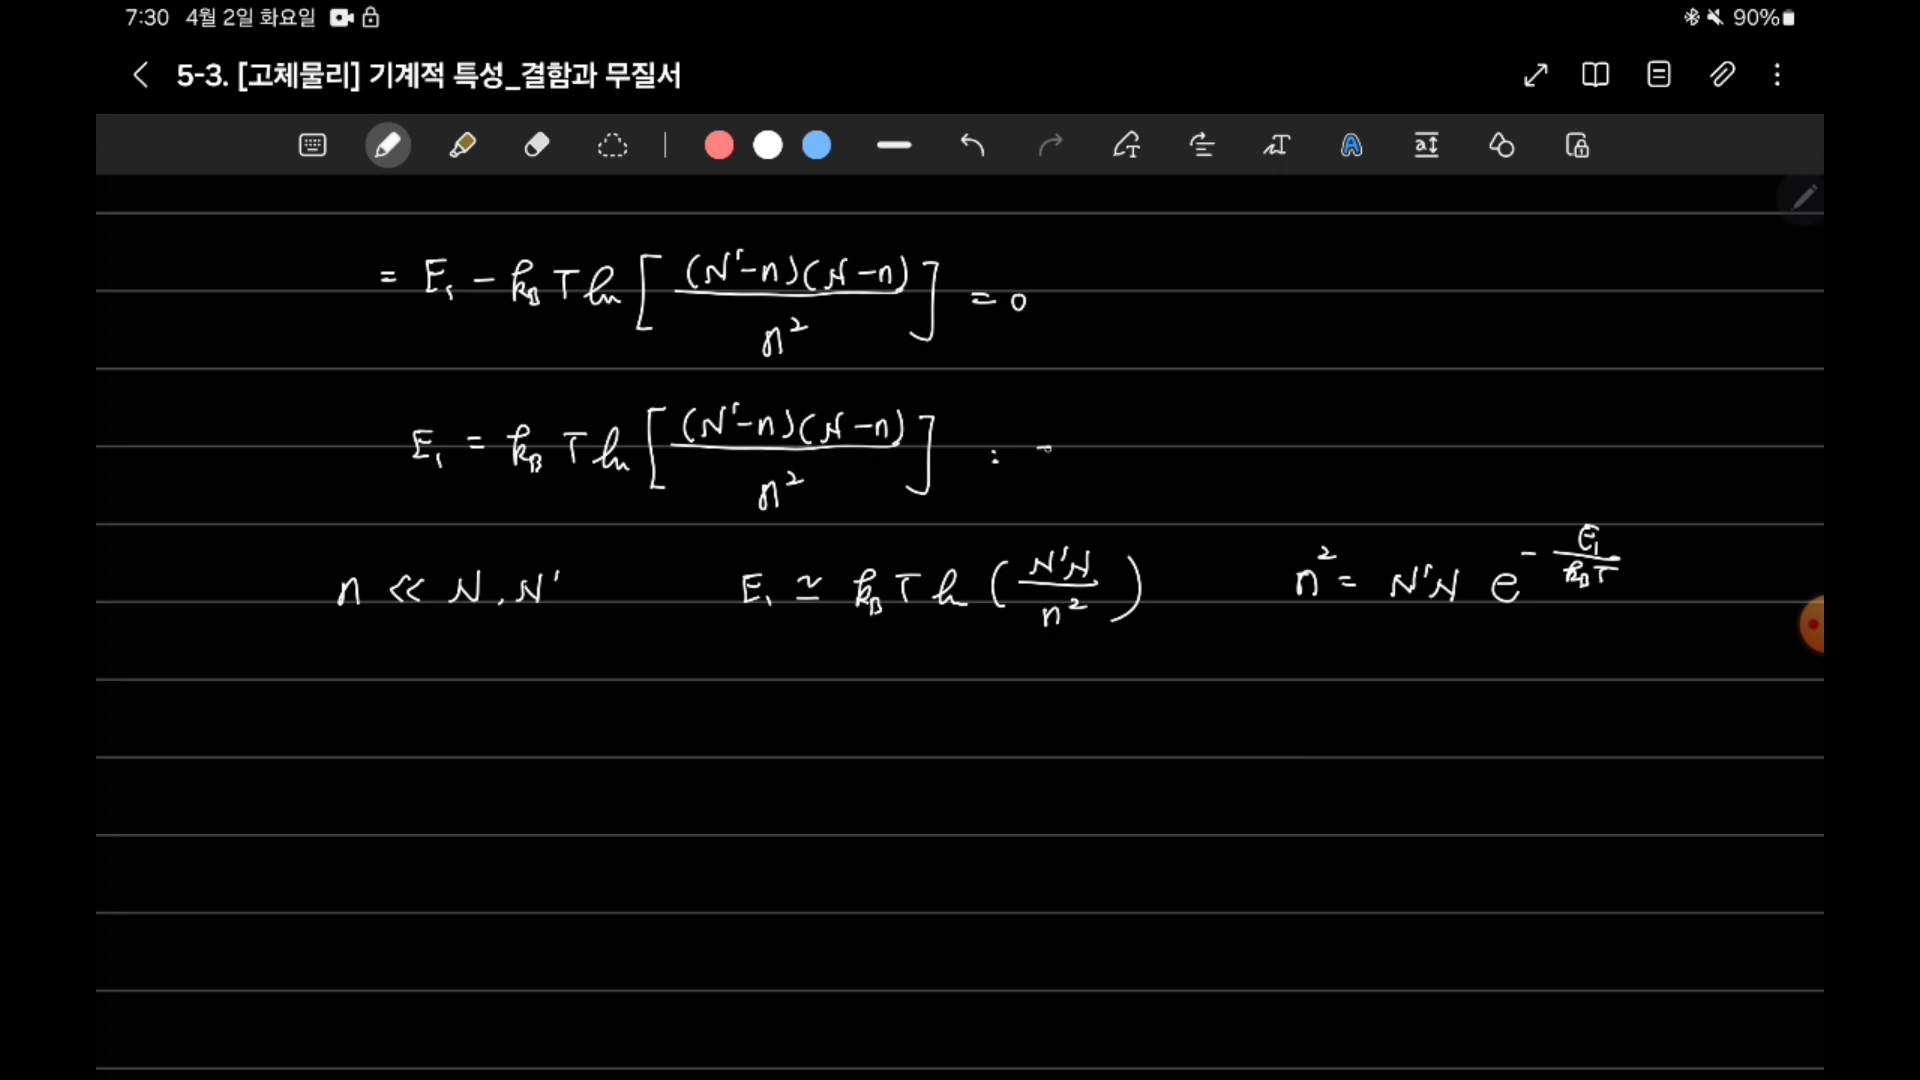 7:30 4월 2일 화요일 90%
5-3. [고체물리] 기계적 특성_결함과 무질서
= E₁ - k_B T ln [ (N'-n)(N-n) / n² ] = 0
E₁ = k_B T ln [ (N'-n)(N-n) / n² ] : -
n << N, N' E₁ ≃ k_B T ln ( N'N / n² ) n² = N'N e^(-E₁ / k_B T)